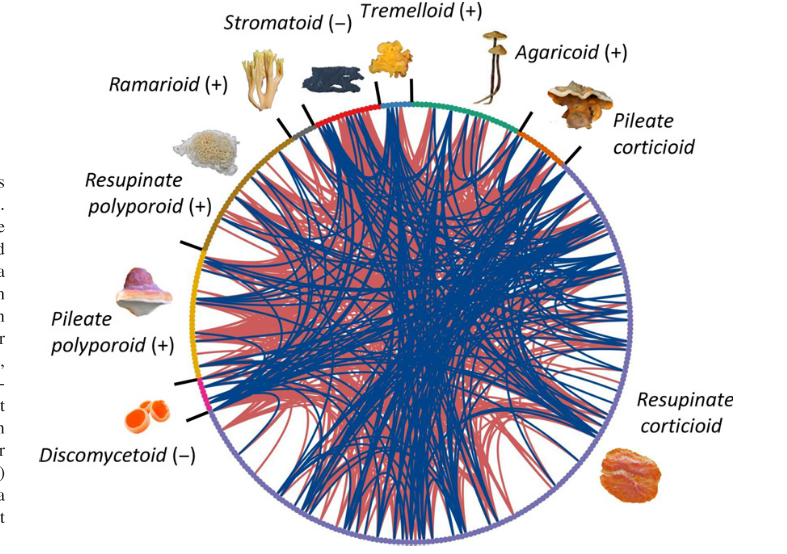 Tremelloid (+)
Stromatoid (–)
Agaricoid (+)
Ramarioid (+)
Pileate
corticioid
Resupinate
polyporoid (+)
Pileate
polyporoid (+)
Resupinate
corticioid
Discomycetoid (–)
s
.
e
d
a
n
n
r
,
-
t
n
r
)
a
t